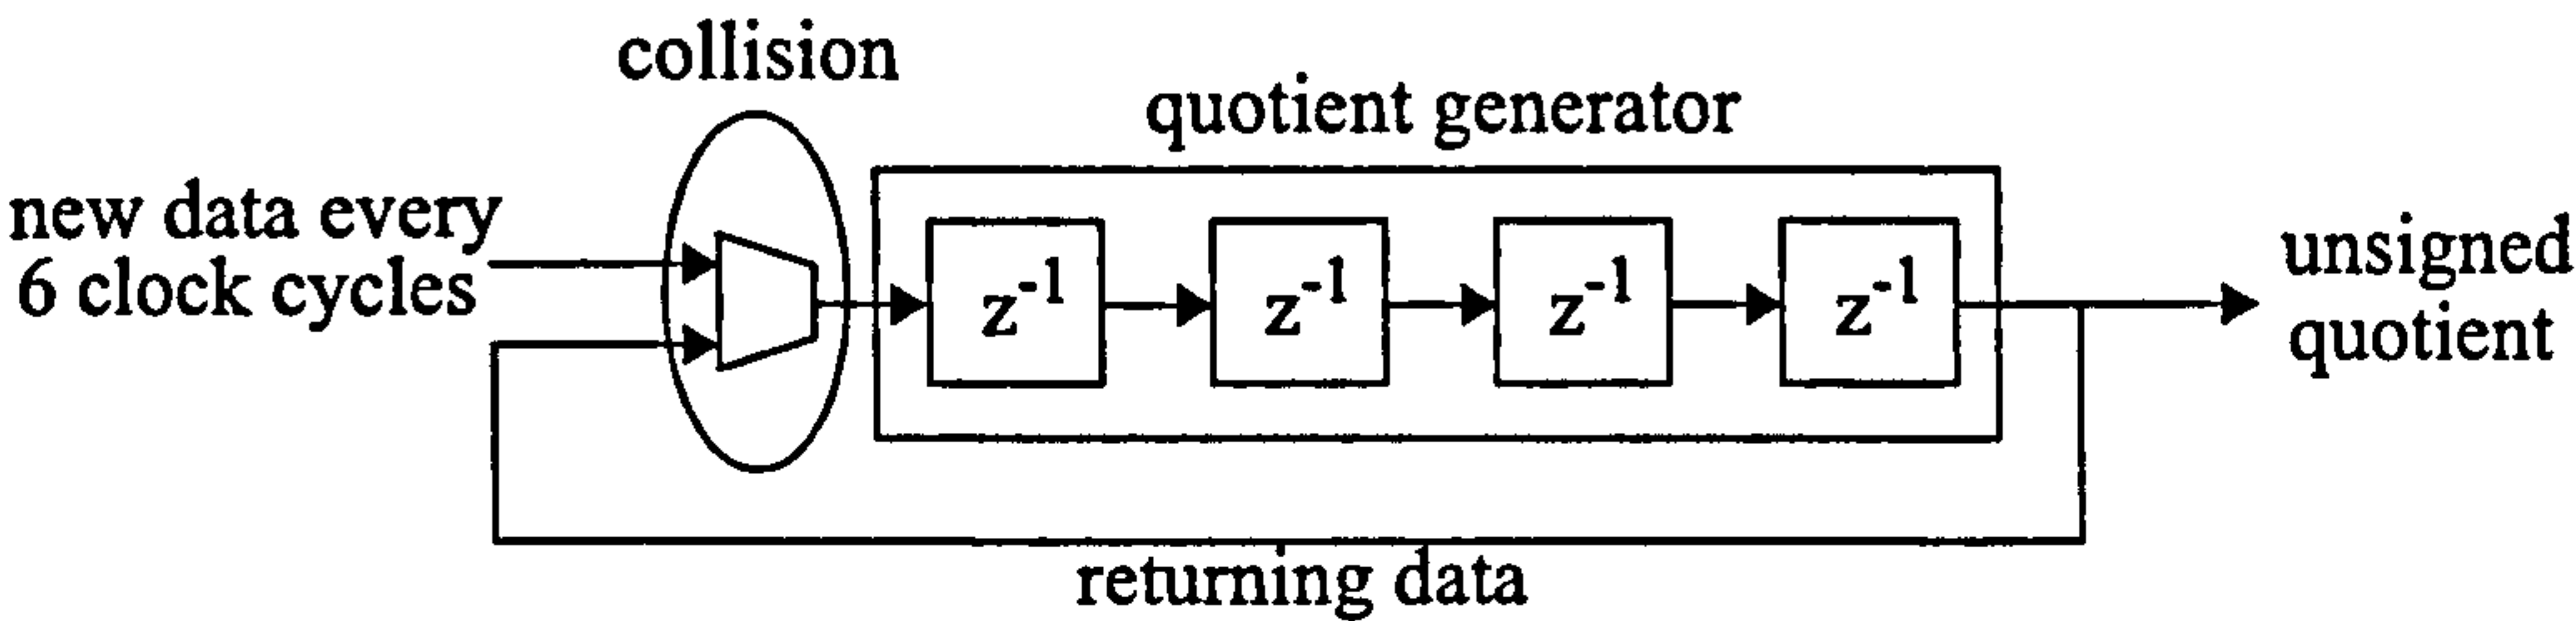 collision
quotient generator
new data every
6 clock cycles
z⁻¹
z⁻¹
z⁻¹
z⁻¹
unsigned
quotient
returning data